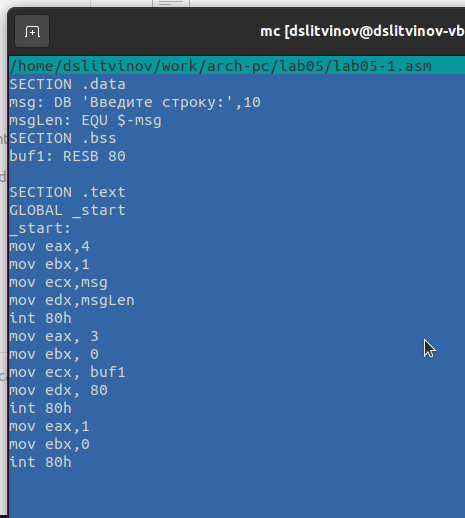 mc [dslitvinov@dslitvinov-vb
/home/dslitvinov/work/arch-pc/lab05/lab05-1.asm
SECTION .data
msg: DB 'Введите строку:',10
msgLen: EQU $-msg
SECTION .bss
buf1: RESB 80
SECTION .text
GLOBAL _start
_start:
mov eax,4
mov ebx,1
mov ecx,msg
mov edx,msgLen
int 80h
mov eax, 3
mov ebx, 0
mov ecx, buf1
mov edx, 80
int 80h
mov eax,1
mov ebx,0
int 80h